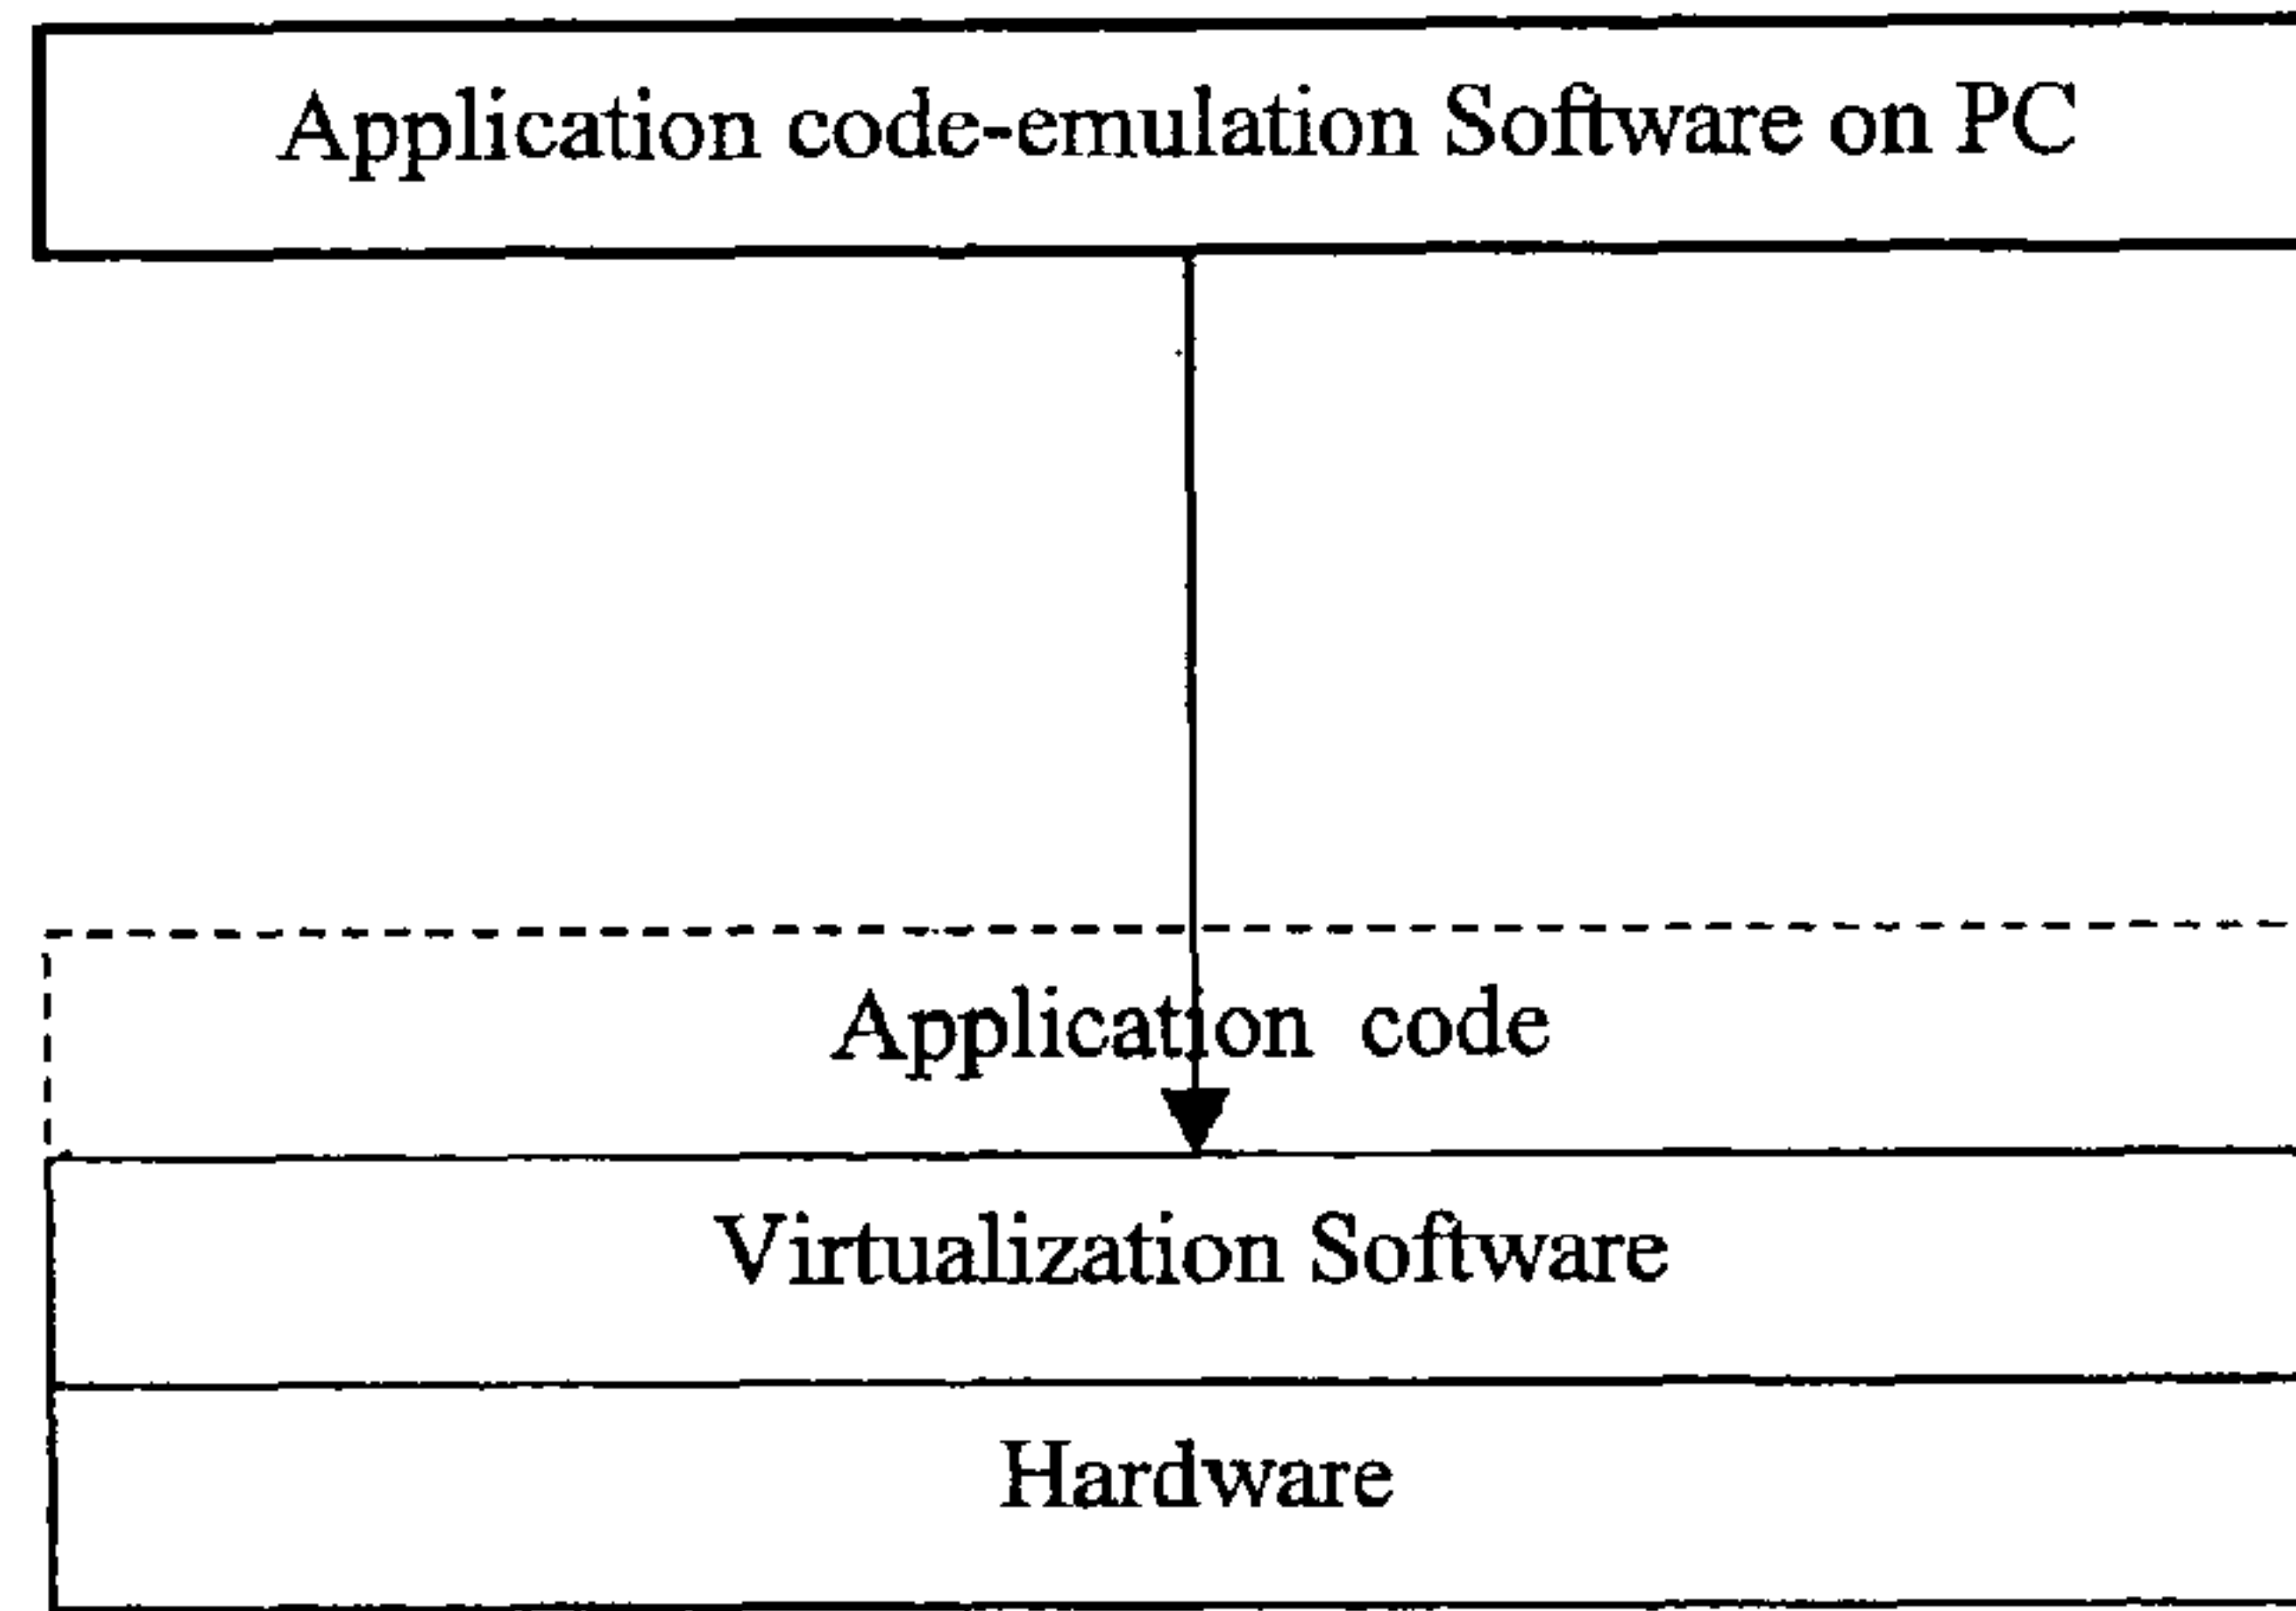 Application code-emulation Software on PC
Application code
Virtualization Software
Hardware